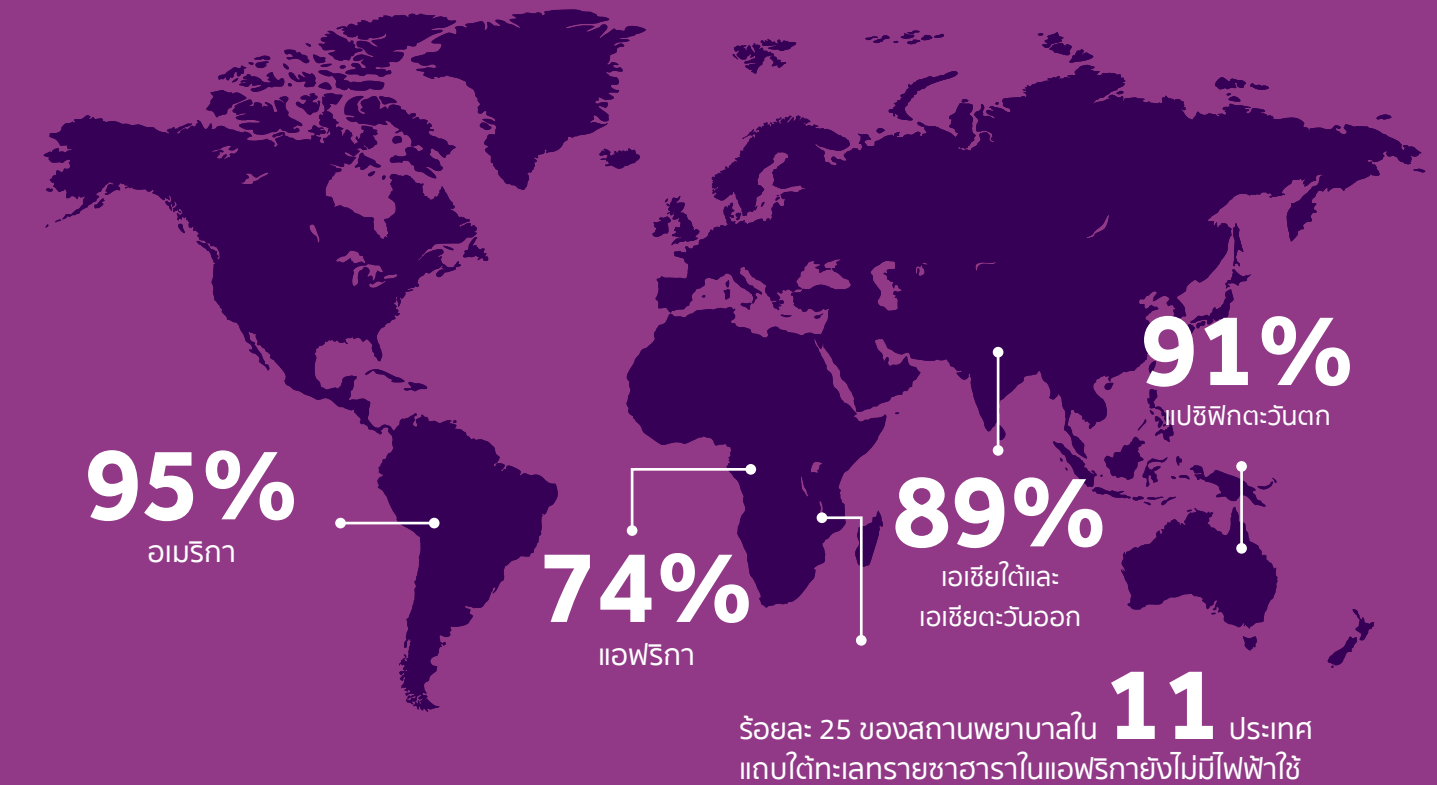 91%
แปซิฟิกตะวันตก
95%
อเมริกา
74%
แอฟริกา
89%
เอเชียใต้และ
เอเชียตะวันออก
ร้อยละ 25 ของสถานพยาบาลใน 11 ประเทศ
แถบใต้ทะเลทรายซาฮาราในแอฟริกายังไม่มีไฟฟ้าใช้